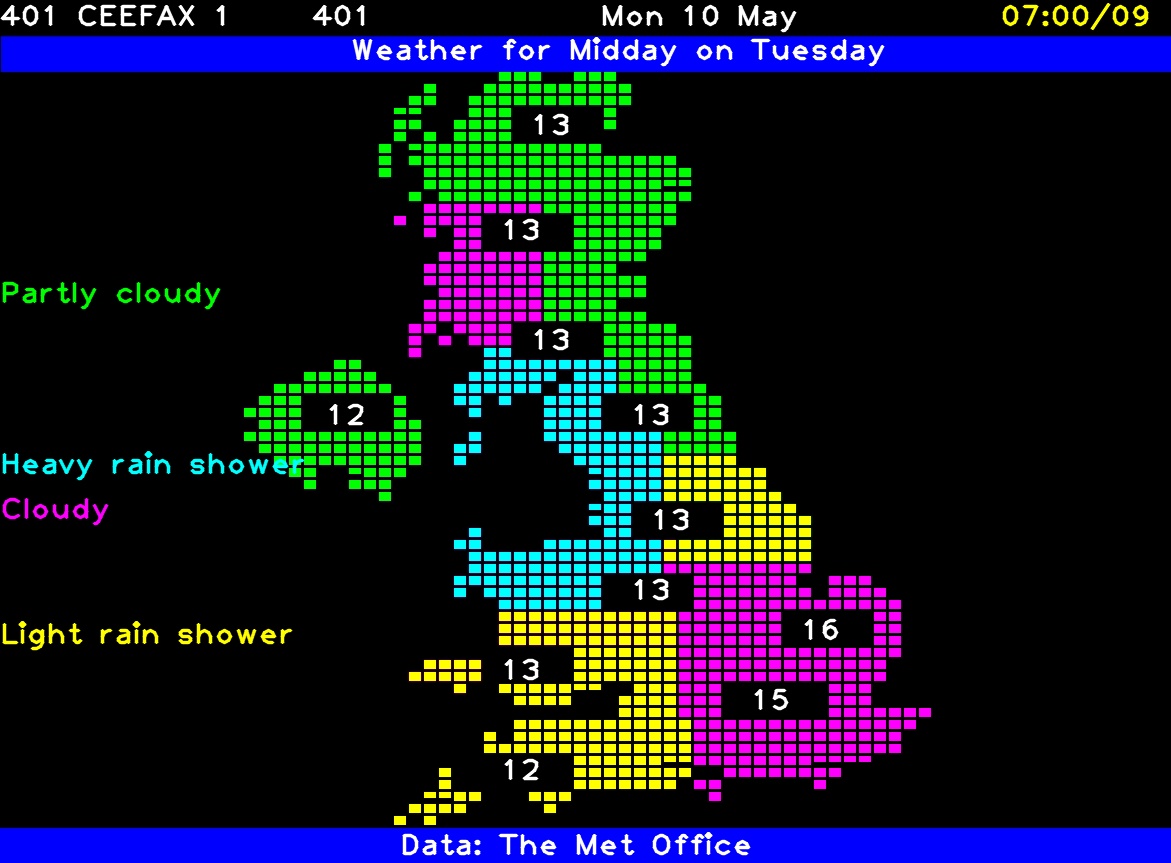 401 CEEFAX 1 401 Mon 10 May 07:00/09
Weather for Midday on Tuesday
13
13
Partly cloudy
13
12 13
Heavy rain shower
Cloudy
13
13
16
Light rain shower
13
15
12
Data: The Met Office